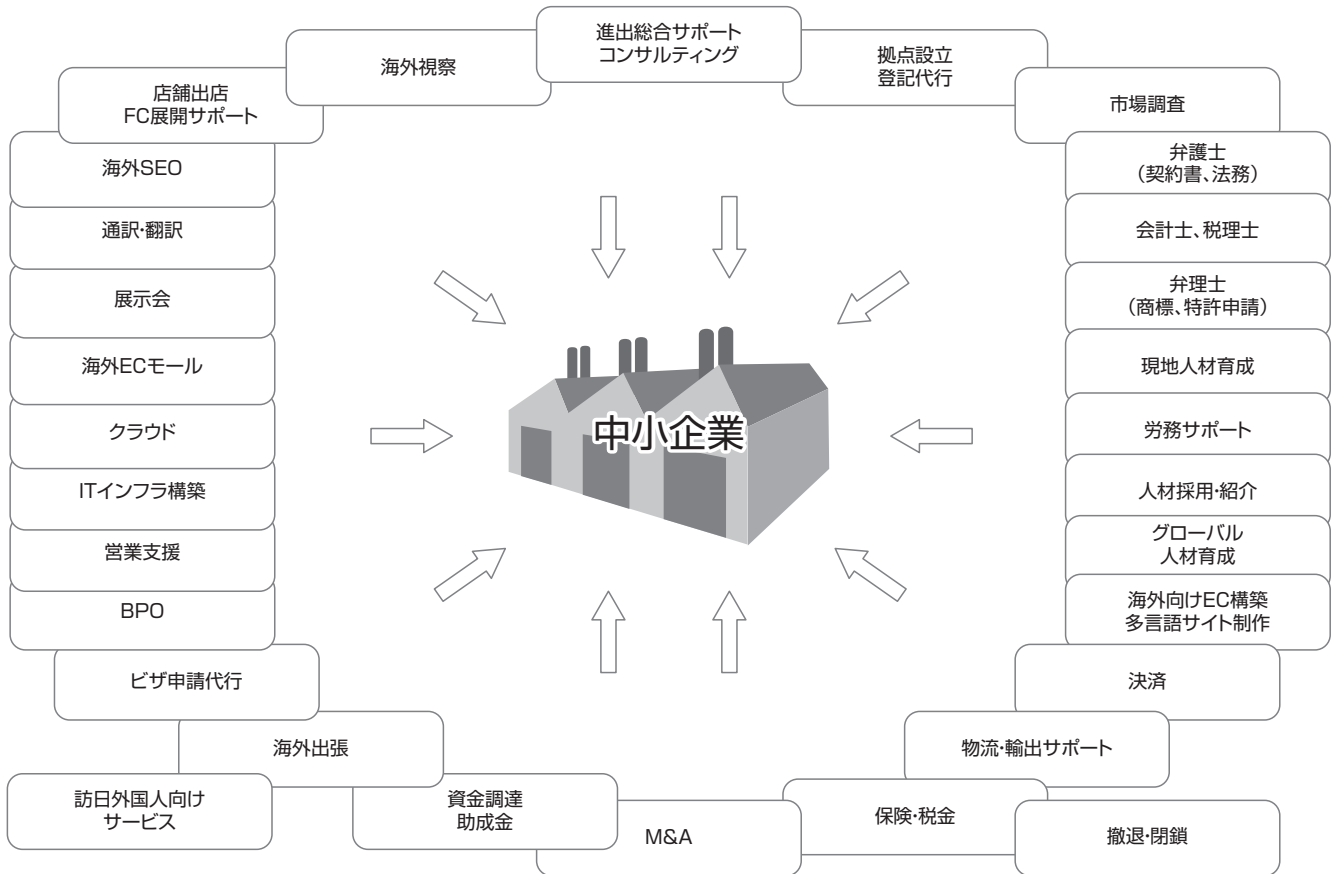 進出総合サポート
コンサルティング
海外視察
拠点設立
登記代行
店舗出店
FC展開サポート
市場調査
海外SEO
弁護士
(契約書、法務)
通訳・翻訳
会計士、税理士
展示会
弁理士
(商標、特許申請)
海外ECモール
現地人材育成
クラウド
中小企業
労務サポート
ITインフラ構築
人材採用・紹介
営業支援
グローバル
人材育成
BPO
海外向けEC構築
多言語サイト制作
ビザ申請代行
決済
海外出張
物流・輸出サポート
訪日外国人向け
サービス
資金調達
助成金
M&A
保険・税金
撤退・閉鎖